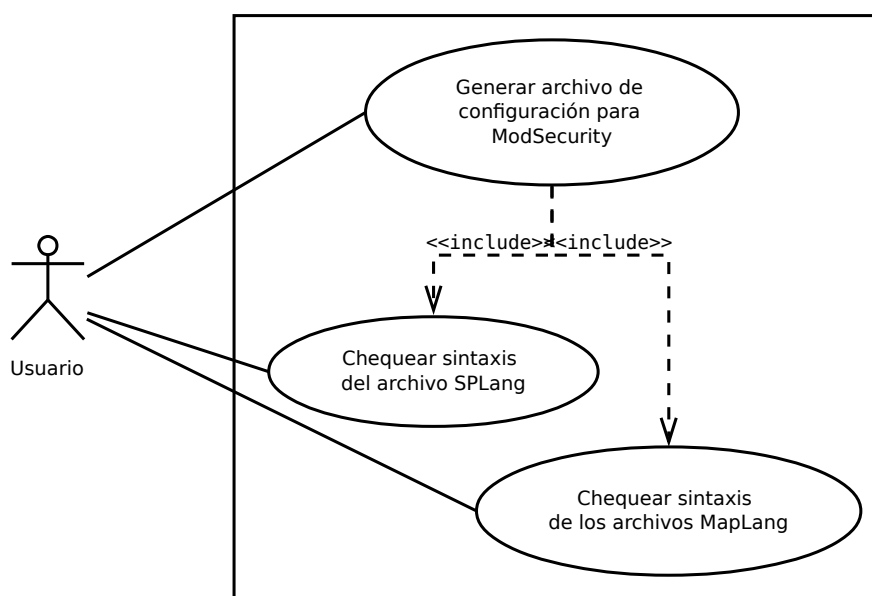 Generar archivo de
configuración para
ModSecurity
<<include>><<include>>
Usuario
Chequear sintaxis
del archivo SPLang
Chequear sintaxis
de los archivos MapLang